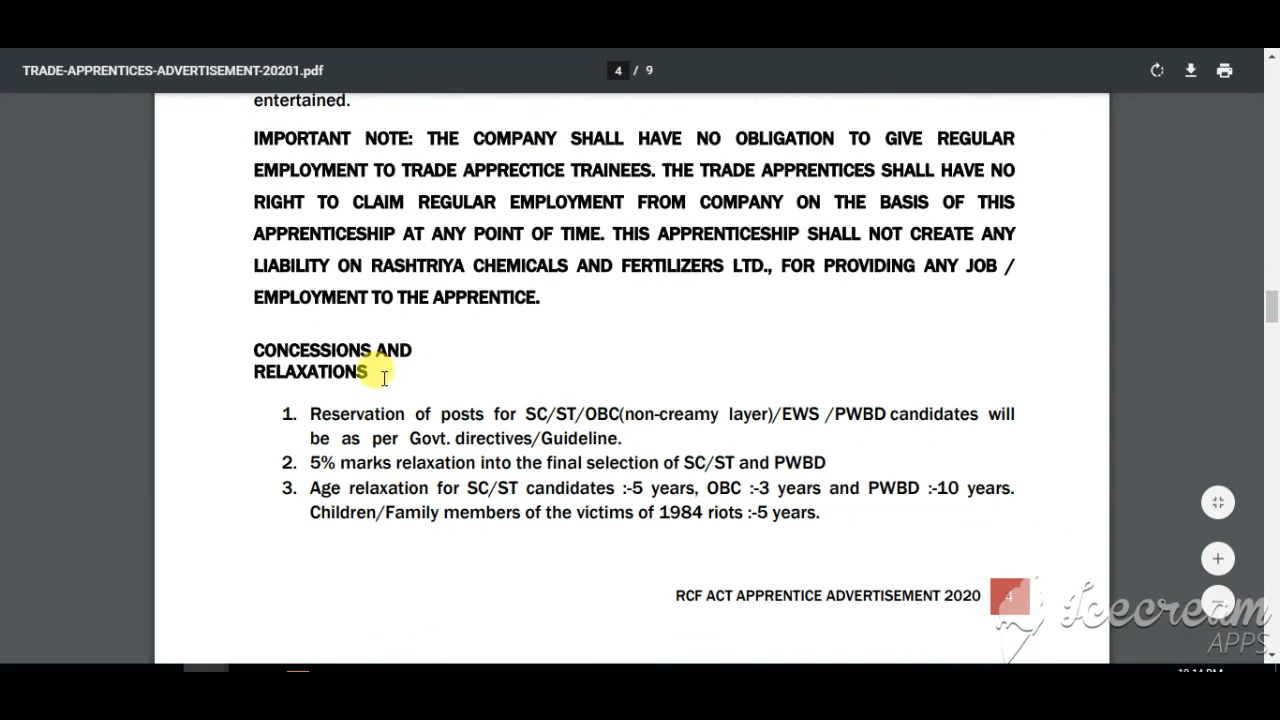 TRADE-APPRENTICES-ADVERTISEMENT-20201.pdf
4 / 9
entertained.
IMPORTANT NOTE: THE COMPANY SHALL HAVE NO OBLIGATION TO GIVE REGULAR
EMPLOYMENT TO TRADE APPRECTICE TRAINEES. THE TRADE APPRENTICES SHALL HAVE NO
RIGHT TO CLAIM REGULAR EMPLOYMENT FROM COMPANY ON THE BASIS OF THIS
APPRENTICESHIP AT ANY POINT OF TIME. THIS APPRENTICESHIP SHALL NOT CREATE ANY
LIABILITY ON RASHTRIYA CHEMICALS AND FERTILIZERS LTD., FOR PROVIDING ANY JOB /
EMPLOYMENT TO THE APPRENTICE.
CONCESSIONS AND
RELAXATIONS
1. Reservation of posts for SC/ST/OBC(non-creamy layer)/EWS /PWBD candidates will
be as per Govt. directives/Guideline.
2. 5% marks relaxation into the final selection of SC/ST and PWBD
3. Age relaxation for SC/ST candidates :-5 years, OBC :-3 years and PWBD :-10 years.
Children/Family members of the victims of 1984 riots :-5 years.
RCF ACT APPRENTICE ADVERTISEMENT 2020 4
Icecream
APPS